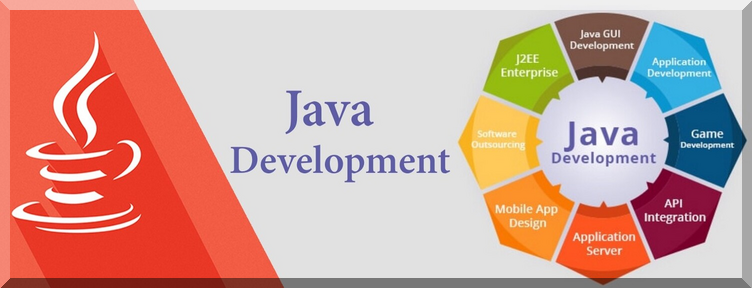 Java
Development
Java GUI
Development
Application
Development
Game
Development
API
Integration
Application
Server
Mobile App
Design
Software
Outsourcing
J2EE
Enterprise
Java
Development